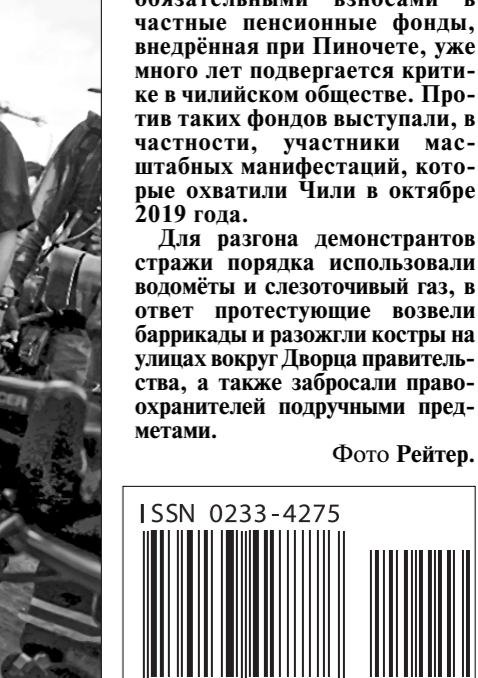 обязательными взносами в
частные пенсионные фонды,
внедрённая при Пиночете, уже
много лет подвергается крити-
ке в чилийском обществе. Про-
тив таких фондов выступали, в
частности, участники мас-
штабных манифестаций, кото-
рые охватили Чили в октябре
2019 года.
Для разгона демонстрантов
стражи порядка использовали
водомёты и слезоточивый газ, в
ответ протестующие возвели
баррикады и разожгли костры на
улицах вокруг Дворца правитель-
ства, а также забросали право-
охранителей подручными пред-
метами.
Фото Рейтер.
ISSN 0233-4275